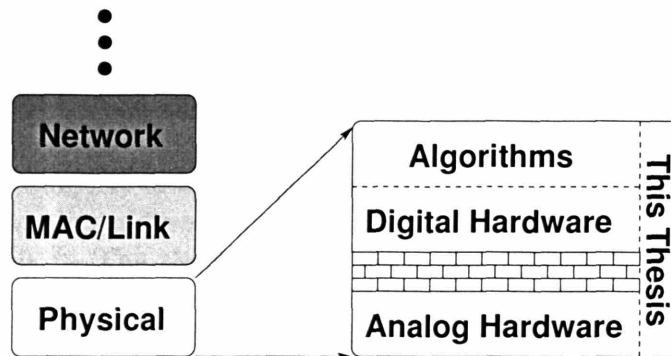 Network
MAC/Link
Physical
Algorithms
Digital Hardware
Analog Hardware
This Thesis